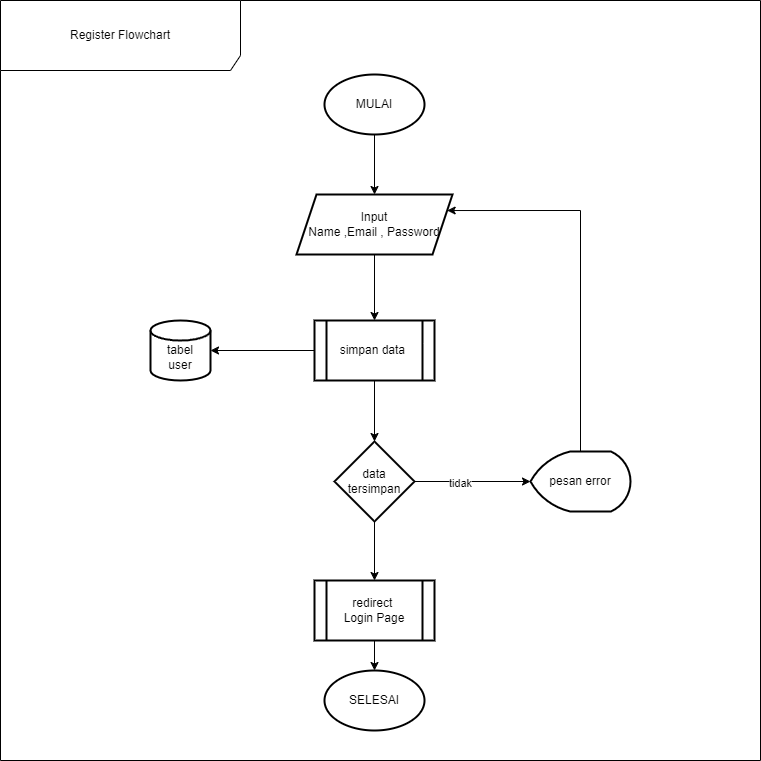 Register Flowchart
MULAI
Input
Name ,Email , Password
simpan data
tabel
user
data
tersimpan
tidak
pesan error
redirect
Login Page
SELESAI